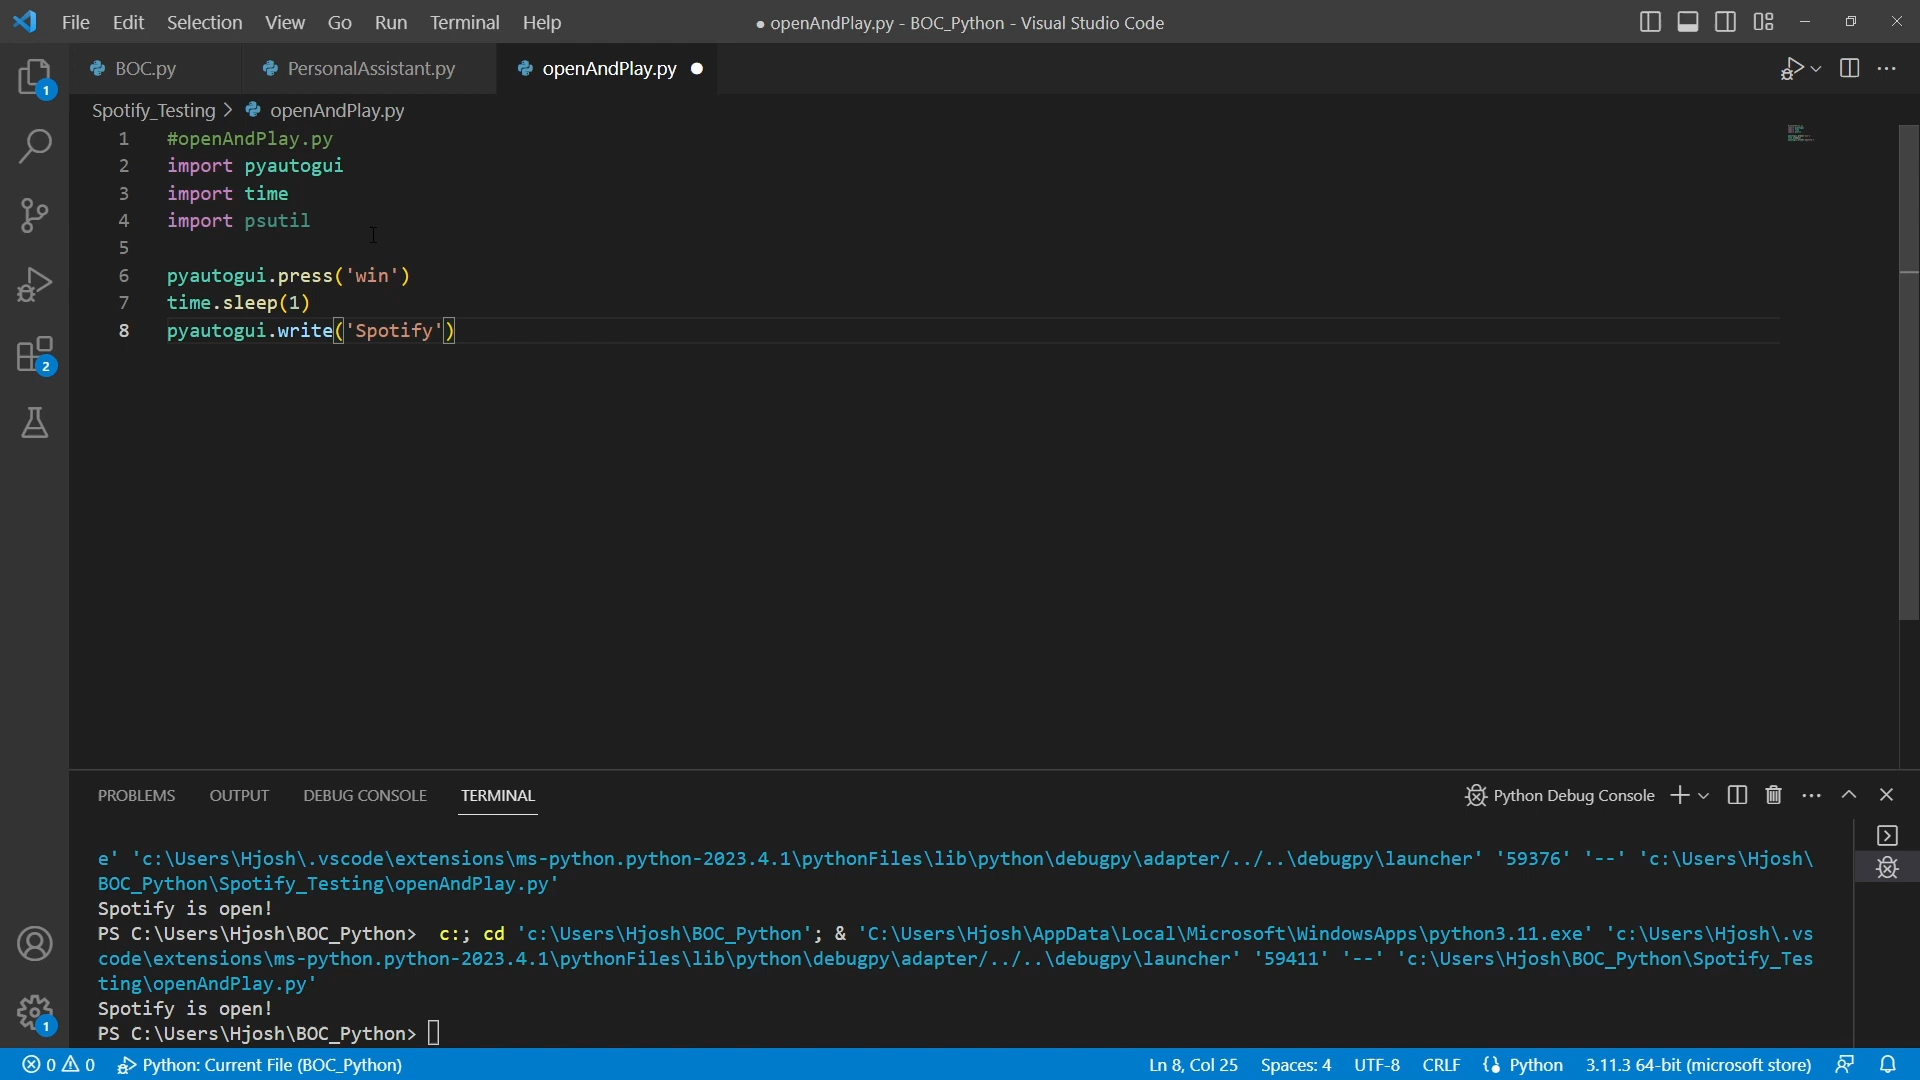 File Edit Selection View Go Run Terminal Help
● openAndPlay.py - BOC_Python - Visual Studio Code
BOC.py
PersonalAssistant.py
openAndPlay.py
Spotify_Testing > openAndPlay.py
1 #openAndPlay.py
2 import pyautogui
3 import time
4 import psutil
5
6 pyautogui.press('win')
7 time.sleep(1)
8 pyautogui.write('Spotify')
1
2
1
PROBLEMS OUTPUT DEBUG CONSOLE TERMINAL
Python Debug Console
e' 'c:\Users\Hjosh\.vscode\extensions\ms-python.python-2023.4.1\pythonFiles\lib\python\debugpy\adapter/../..\debugpy\launcher' '59376' '--' 'c:\Users\Hjosh\
BOC_Python\Spotify_Testing\openAndPlay.py'
Spotify is open!
PS C:\Users\Hjosh\BOC_Python>  c:; cd 'c:\Users\Hjosh\BOC_Python'; & 'C:\Users\Hjosh\AppData\Local\Microsoft\WindowsApps\python3.11.exe' 'c:\Users\Hjosh\.vs
code\extensions\ms-python.python-2023.4.1\pythonFiles\lib\python\debugpy\adapter/../..\debugpy\launcher' '59411' '--' 'c:\Users\Hjosh\BOC_Python\Spotify_Tes
ting\openAndPlay.py'
Spotify is open!
PS C:\Users\Hjosh\BOC_Python>
0 0 Python: Current File (BOC_Python) Ln 8, Col 25 Spaces: 4 UTF-8 CRLF Python 3.11.3 64-bit (microsoft store)